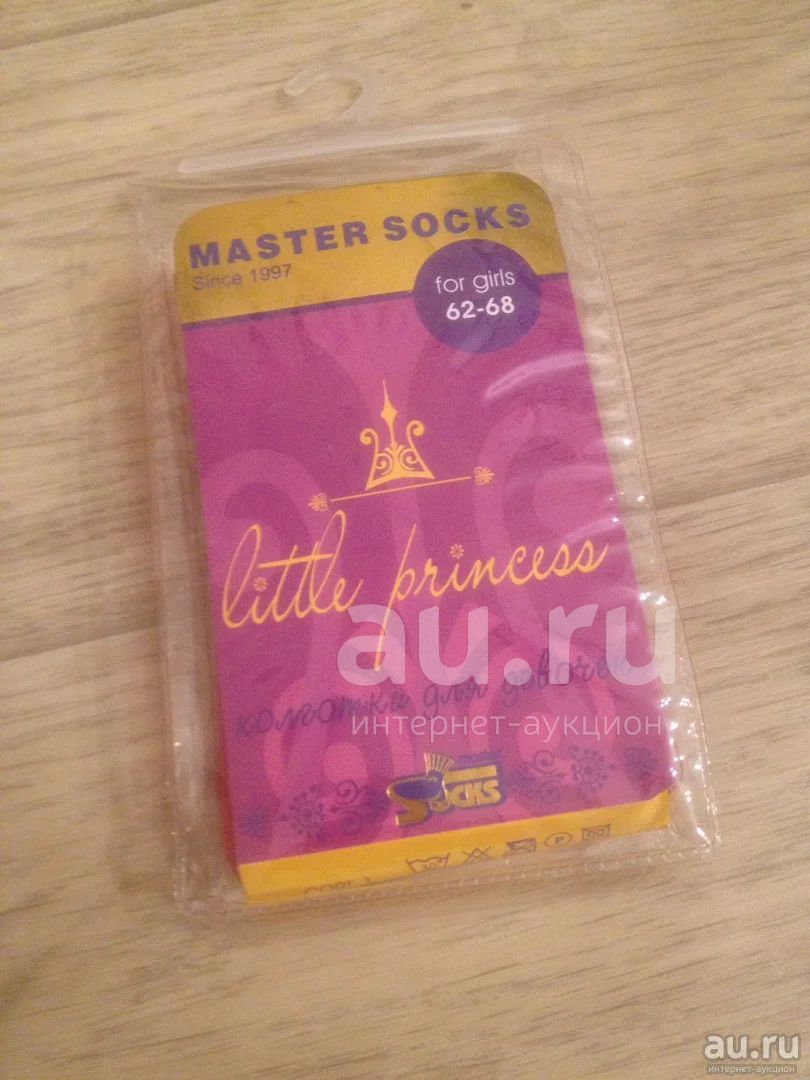 MASTER SOCKS
Since 1997
for girls
62-68
little princess
колготки для девочек
SOCKS
au.ru
интернет-аукцион
au.ru
интернет-аукцион